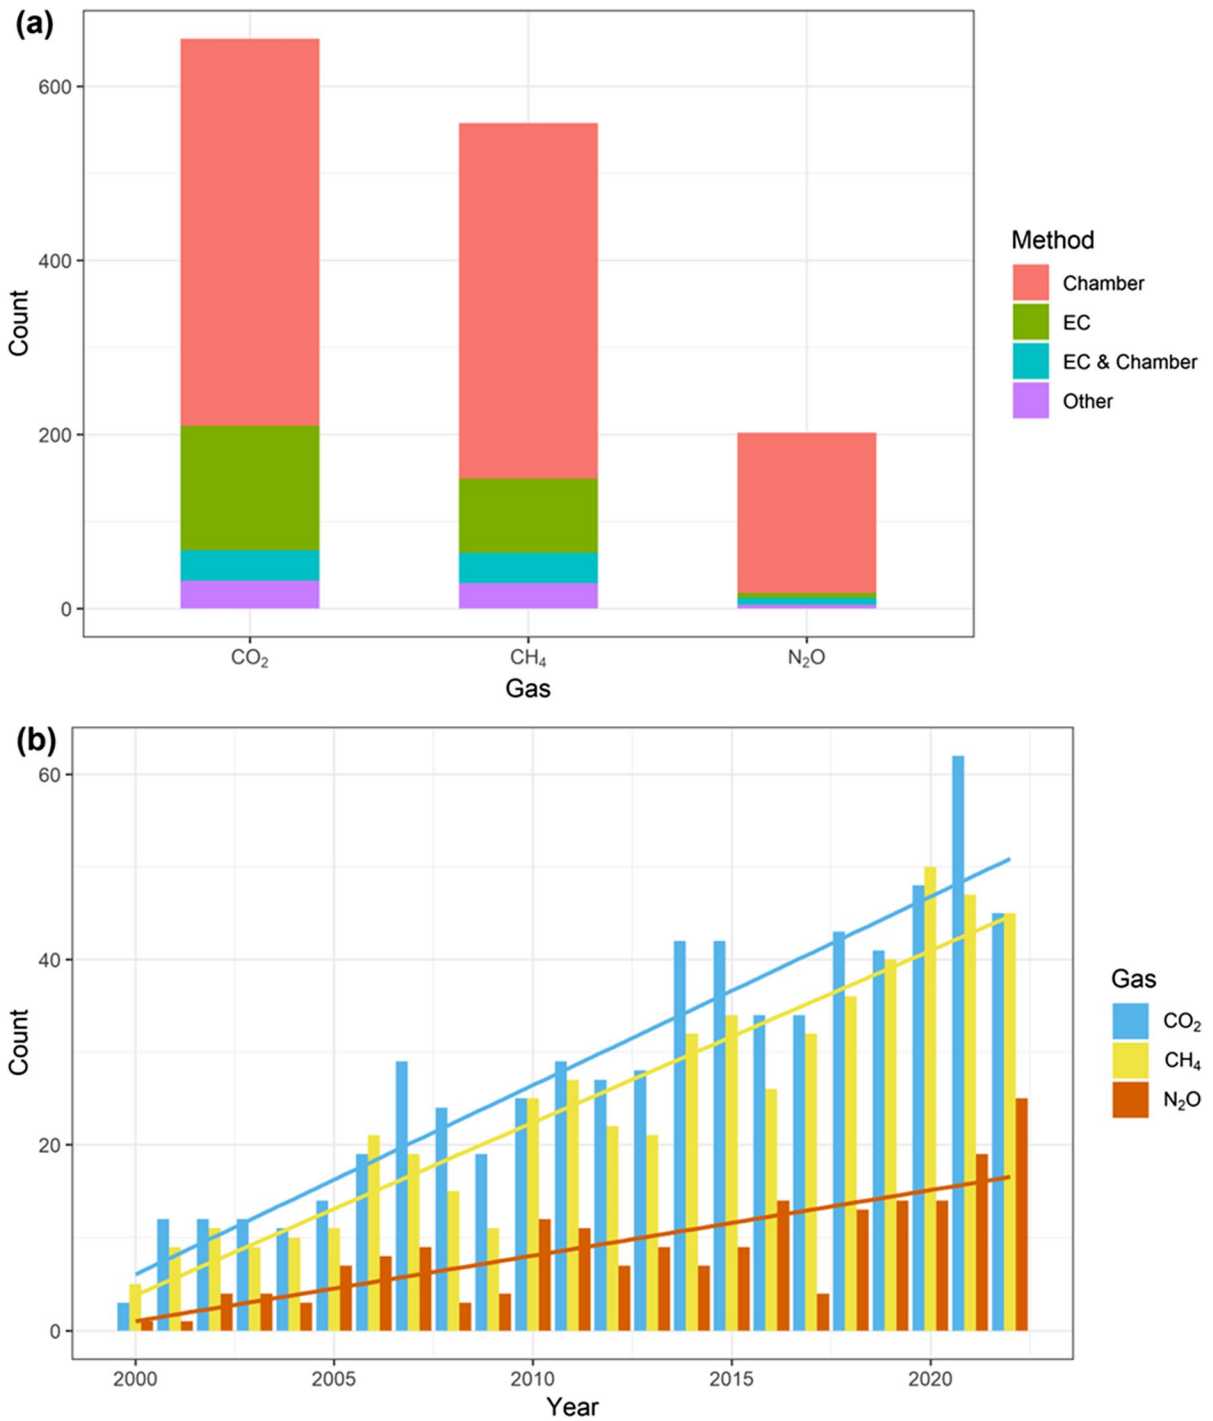 (a)
600
400
200
0
Count
CO₂
CH₄
N₂O
Gas
Method
Chamber
EC
EC & Chamber
Other
(b)
60
40
20
0
Count
2000
2005
2010
2015
2020
Year
Gas
CO₂
CH₄
N₂O